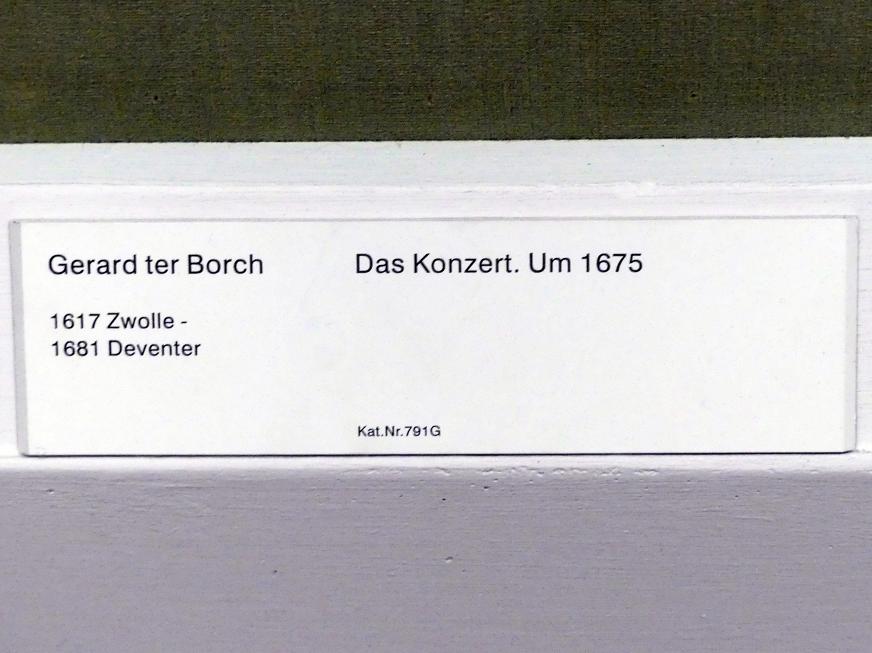 Gerard ter Borch
Das Konzert. Um 1675
1617 Zwolle -
1681 Deventer
Kat.Nr.791G